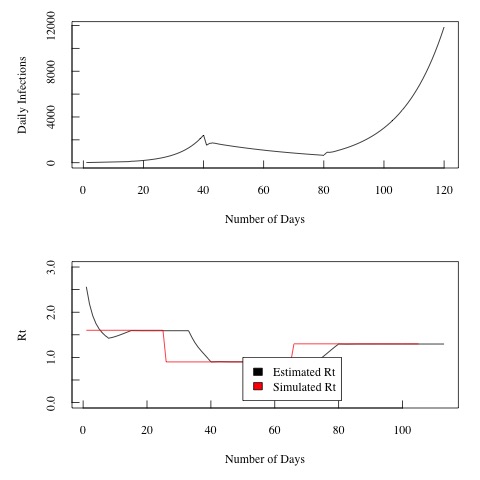 12000
8000
4000
0
Daily Infections
0 20 40 60 80 100 120
Number of Days
3.0
2.0
1.0
0.0
Rt
Estimated Rt
Simulated Rt
0 20 40 60 80 100
Number of Days